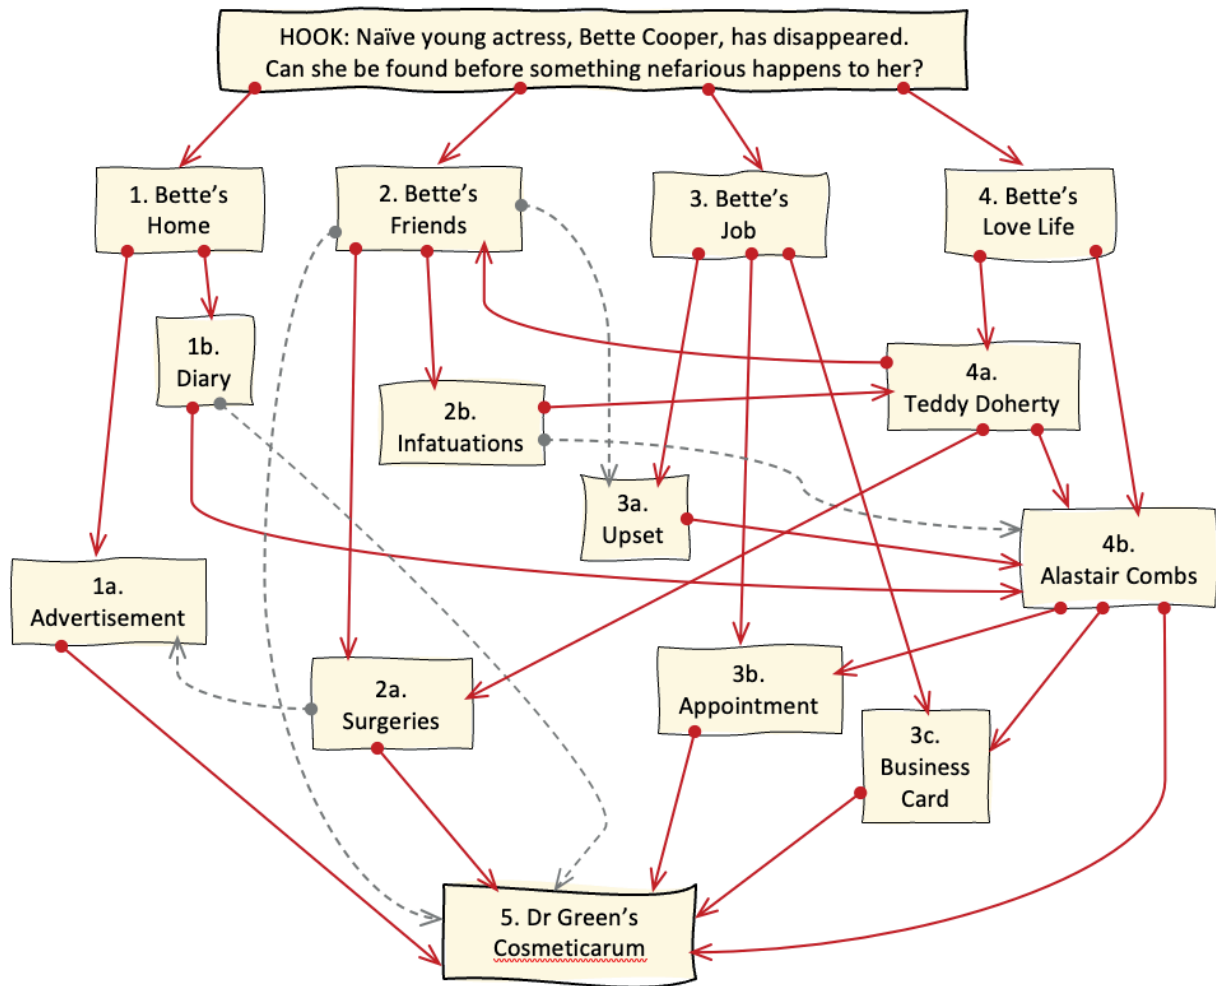 HOOK: Naïve young actress, Bette Cooper, has disappeared.
Can she be found before something nefarious happens to her?
1. Bette’s
Home
2. Bette’s
Friends
3. Bette’s
Job
4. Bette’s
Love Life
1b.
Diary
4a.
Teddy Doherty
2b.
Infatuations
3a.
Upset
4b.
Alastair Combs
1a.
Advertisement
2a.
Surgeries
3b.
Appointment
3c.
Business
Card
5. Dr Green’s
Cosmeticarum